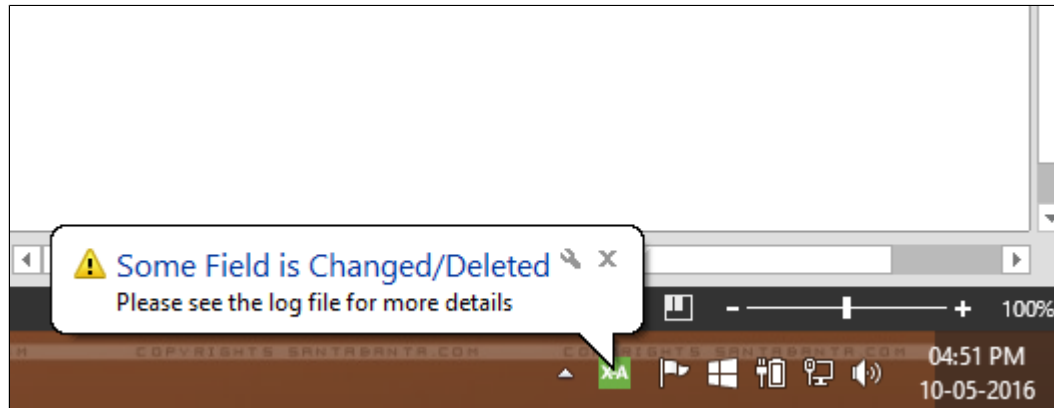 Some Field is Changed/Deleted
Please see the log file for more details
100%
COPYRIGHTS SANTABANTA.COM
COPYRIGHTS SANTABANTA.COM
X-A
04:51 PM
10-05-2016